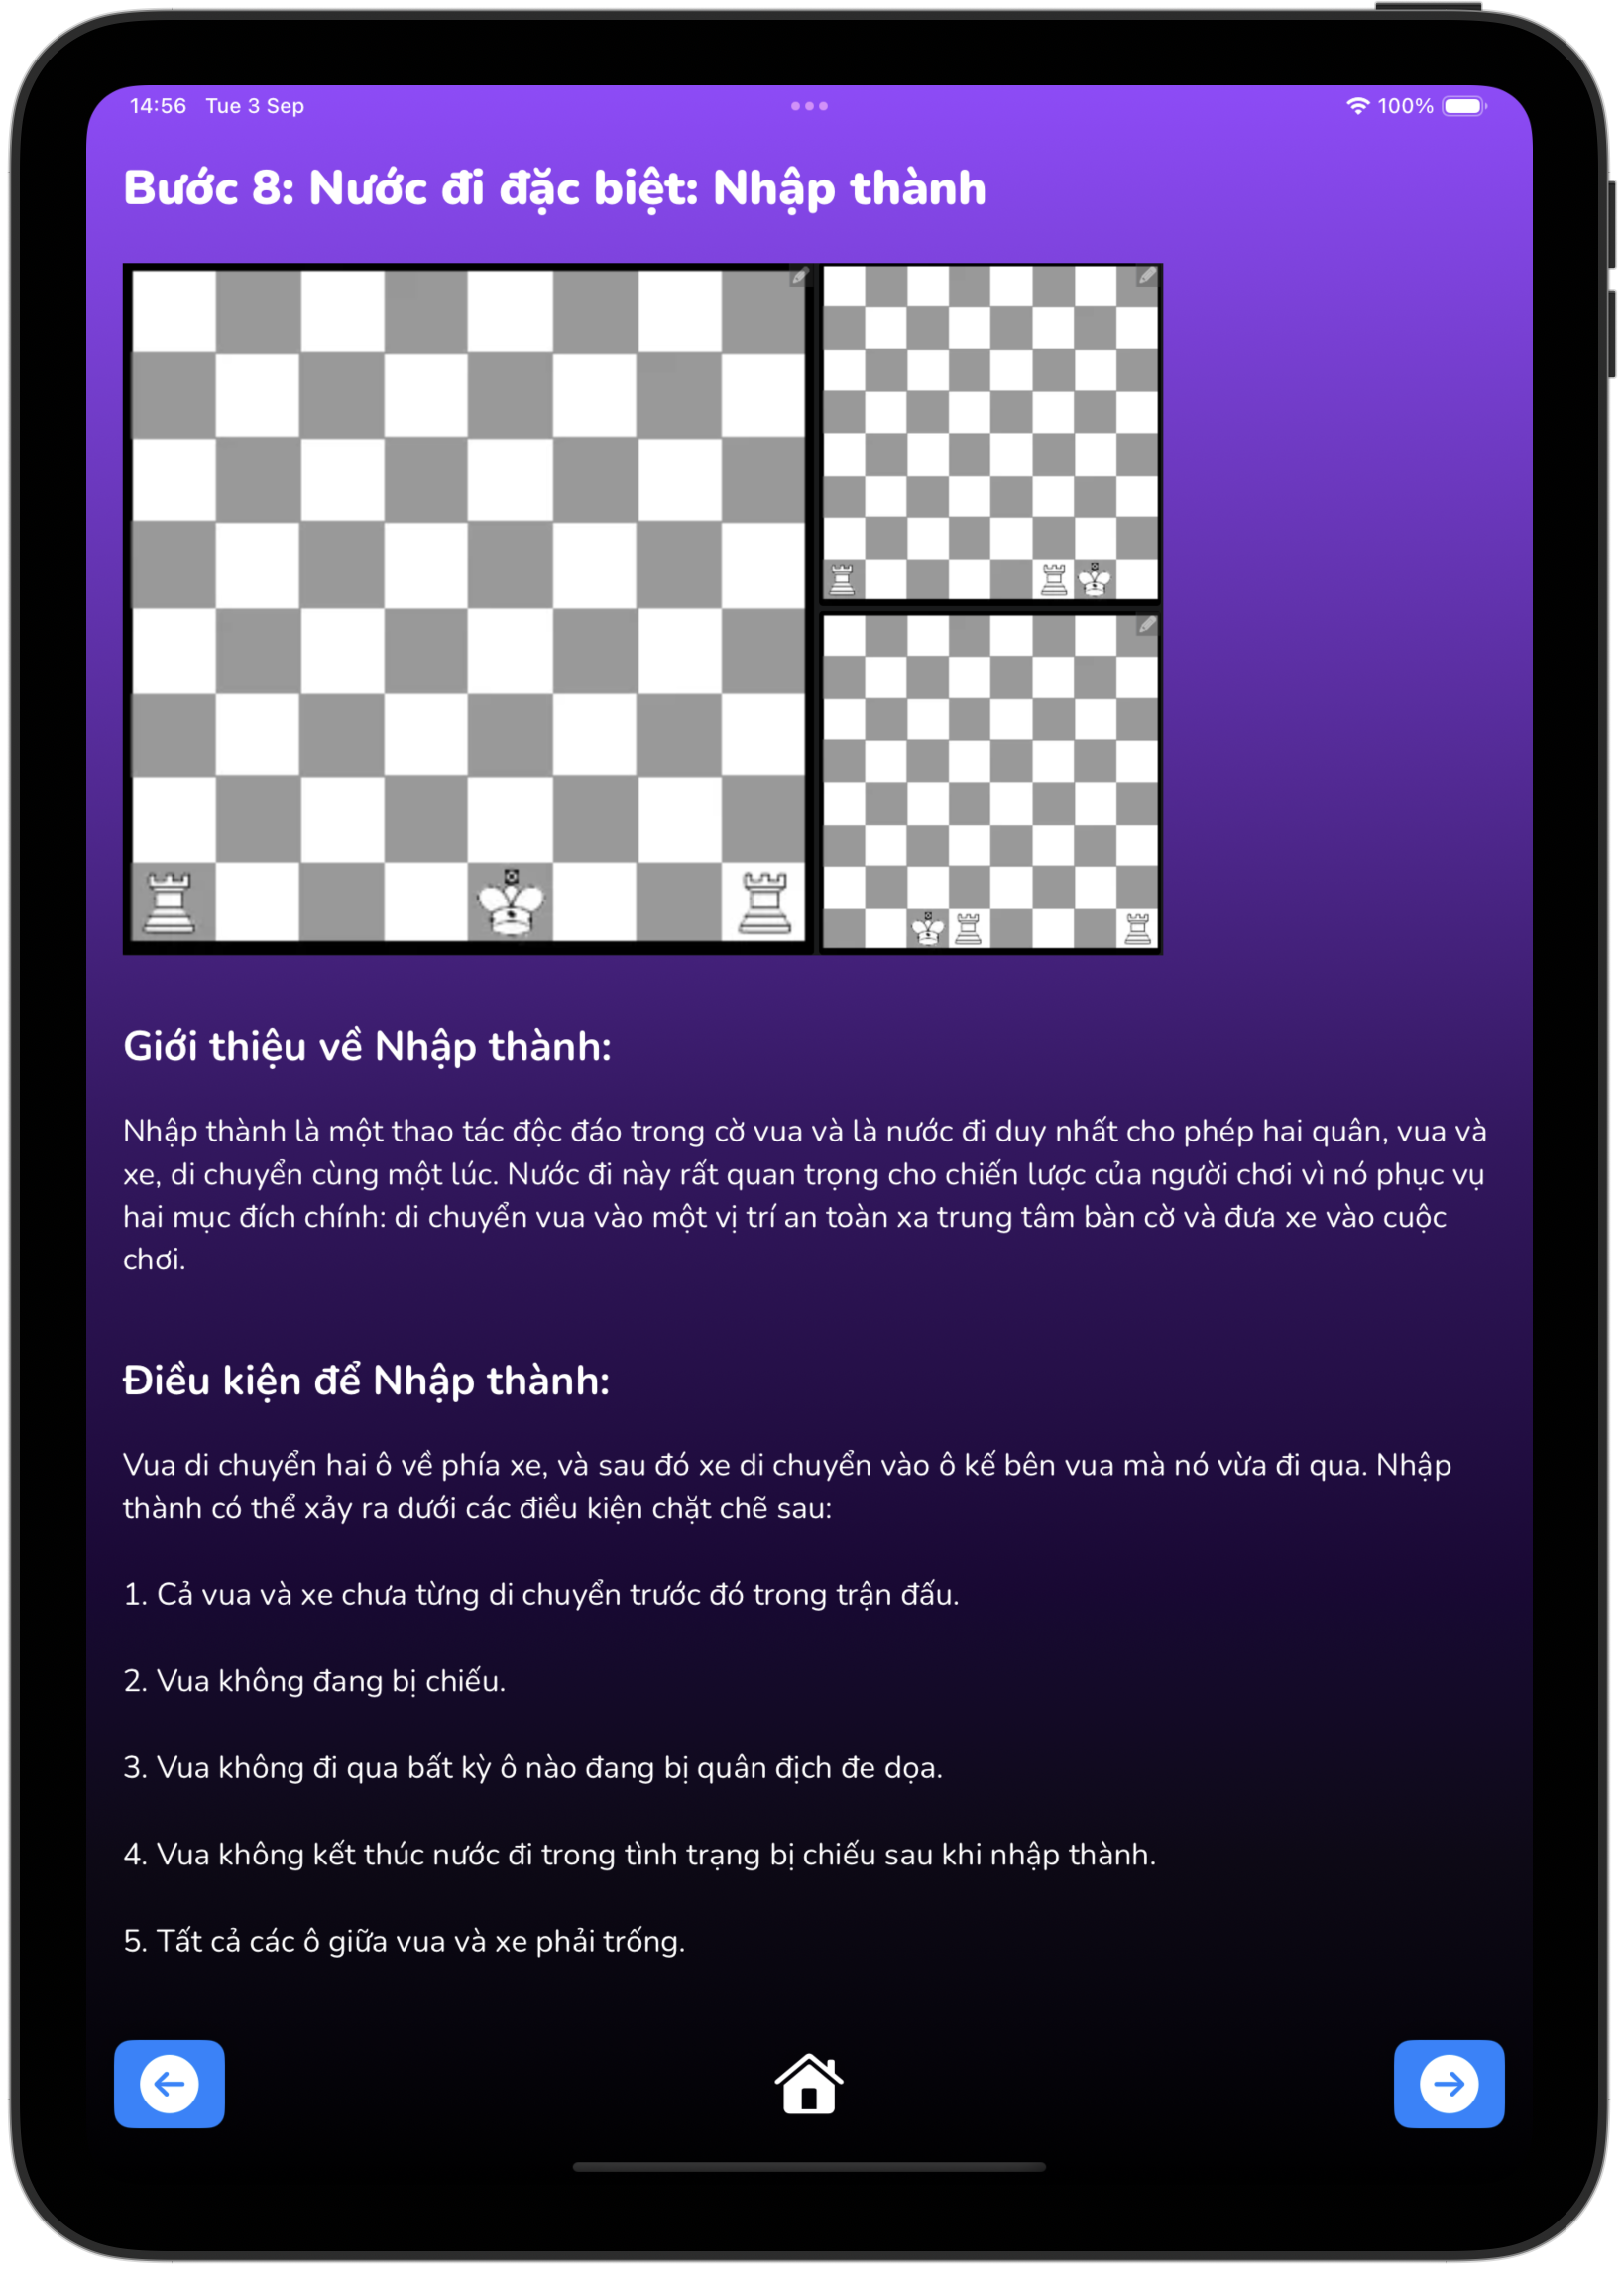 14:56 Tue 3 Sep 100%
Bước 8: Nước đi đặc biệt: Nhập thành
Giới thiệu về Nhập thành:
Nhập thành là một thao tác độc đáo trong cờ vua và là nước đi duy nhất cho phép hai quân, vua và
xe, di chuyển cùng một lúc. Nước đi này rất quan trọng cho chiến lược của người chơi vì nó phục vụ
hai mục đích chính: di chuyển vua vào một vị trí an toàn xa trung tâm bàn cờ và đưa xe vào cuộc
chơi.
Điều kiện để Nhập thành:
Vua di chuyển hai ô về phía xe, và sau đó xe di chuyển vào ô kế bên vua mà nó vừa đi qua. Nhập
thành có thể xảy ra dưới các điều kiện chặt chẽ sau:
1. Cả vua và xe chưa từng di chuyển trước đó trong trận đấu.
2. Vua không đang bị chiếu.
3. Vua không đi qua bất kỳ ô nào đang bị quân địch đe dọa.
4. Vua không kết thúc nước đi trong tình trạng bị chiếu sau khi nhập thành.
5. Tất cả các ô giữa vua và xe phải trống.